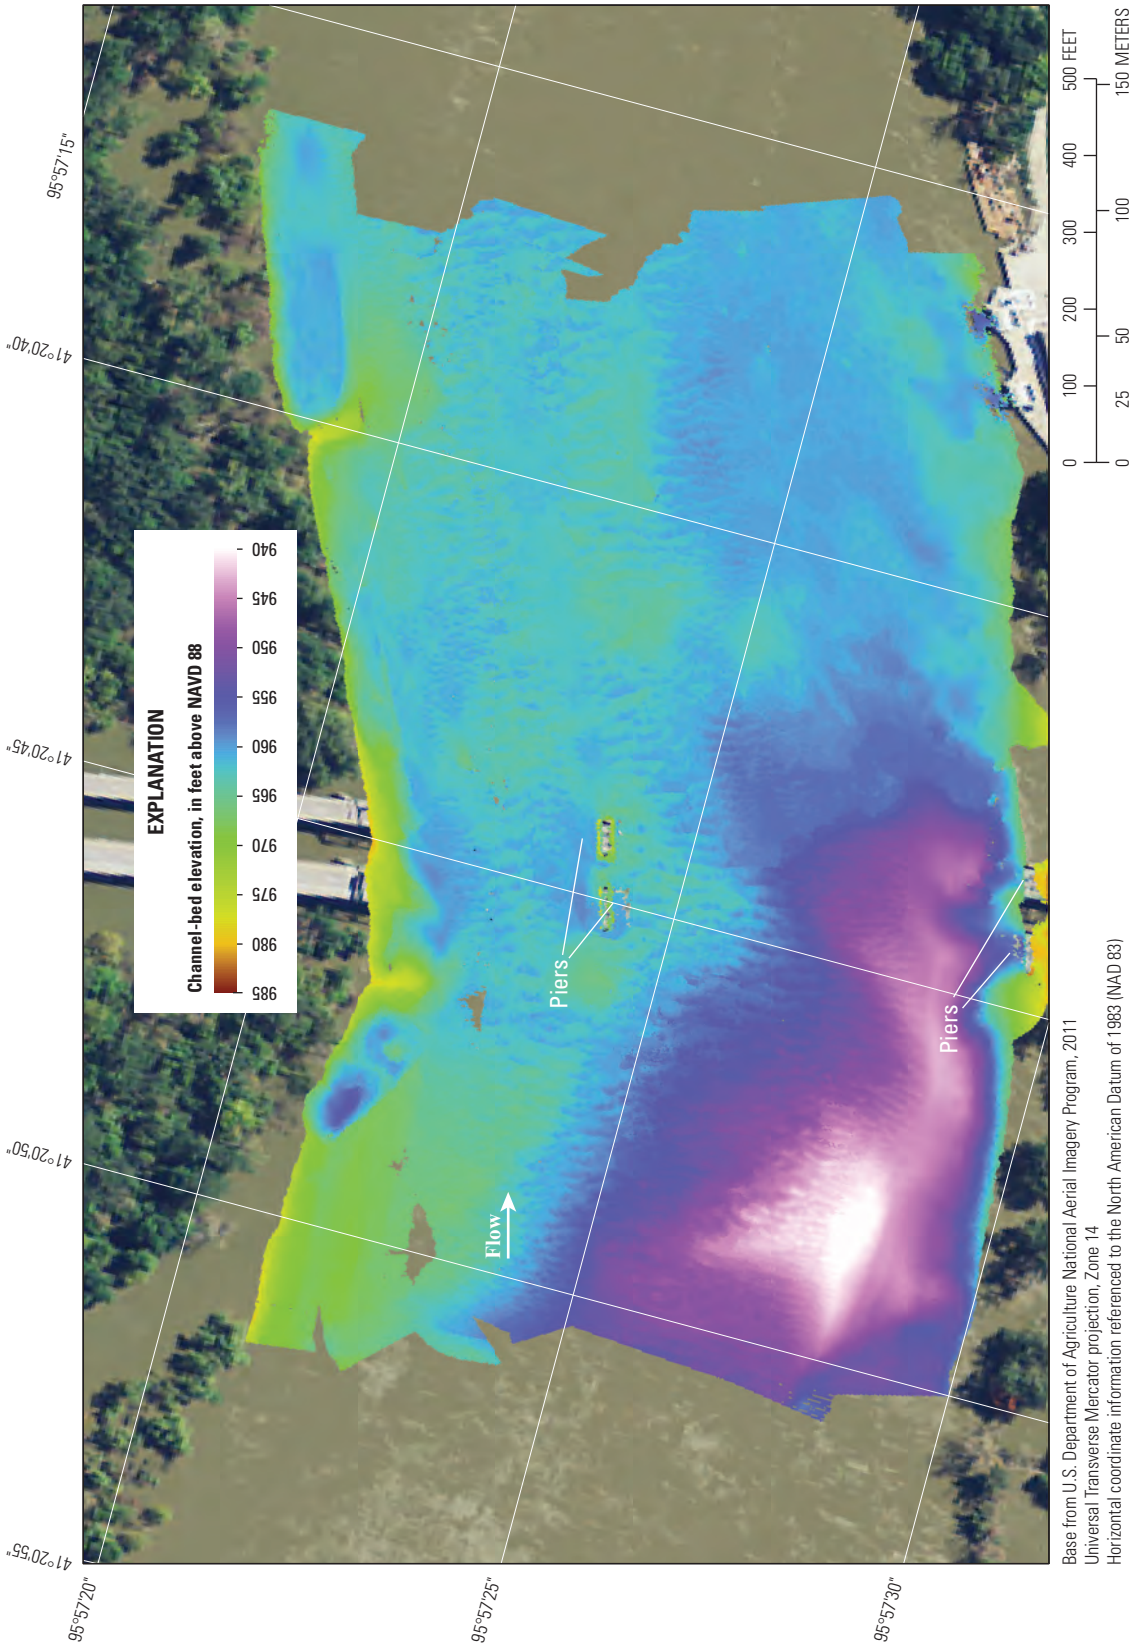 95°57'15"
41°20'40"
41°20'45"
41°20'50"
41°20'55"
95°57'20"
95°57'25"
95°57'30"
EXPLANATION
Channel-bed elevation, in feet above NAVD 88
985 980 975 970 965 960 955 950 945 940
Flow
Piers
Piers
0 100 200 300 400 500 FEET
0 25 50 100 150 METERS
Base from U.S. Department of Agriculture National Aerial Imagery Program, 2011
Universal Transverse Mercator projection, Zone 14
Horizontal coordinate information referenced to the North American Datum of 1983 (NAD 83)